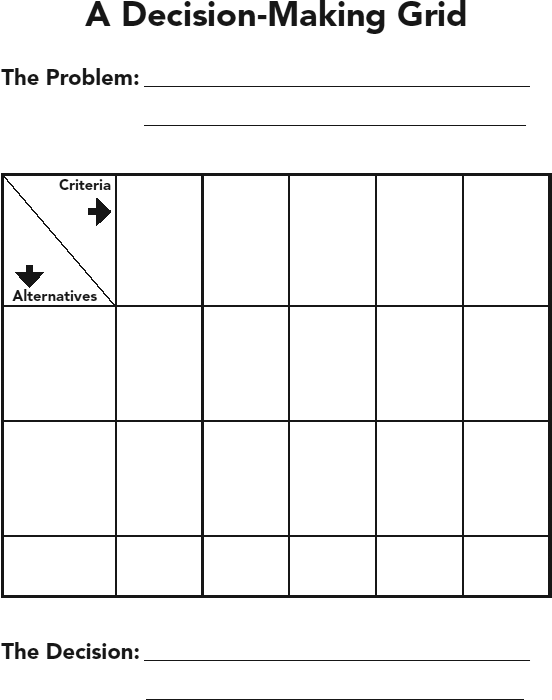 A Decision-Making Grid
The Problem:
Criteria
Alternatives
The Decision: